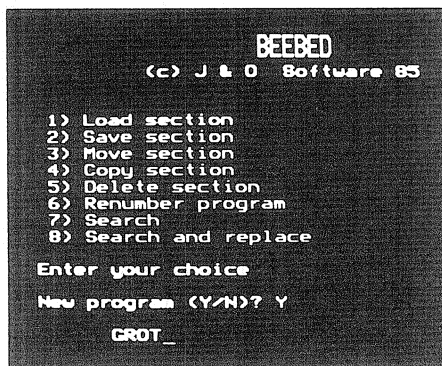 BEEBED
(c) J & O Software 85
1) Load section
2) Save section
3) Move section
4) Copy section
5) Delete section
6) Renumber program
7) Search
8) Search and replace
Enter your choice
New program (Y/N)? Y
GROT_